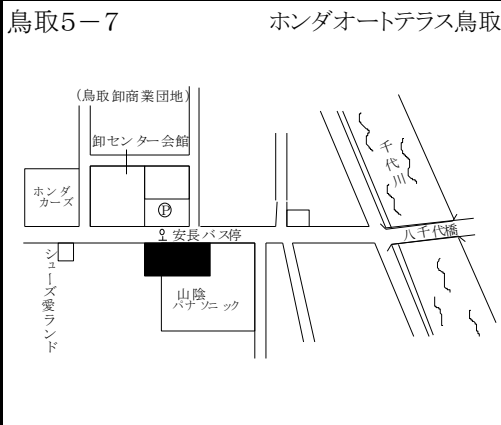 鳥取5－7
ホンダオートテラス鳥取
(鳥取卸商業団地)
卸センター会館
ホンダ
カーズ
Ⓟ
安長バス停
千代川
八千代橋
シューズ愛ランド
山陰
パナソニック